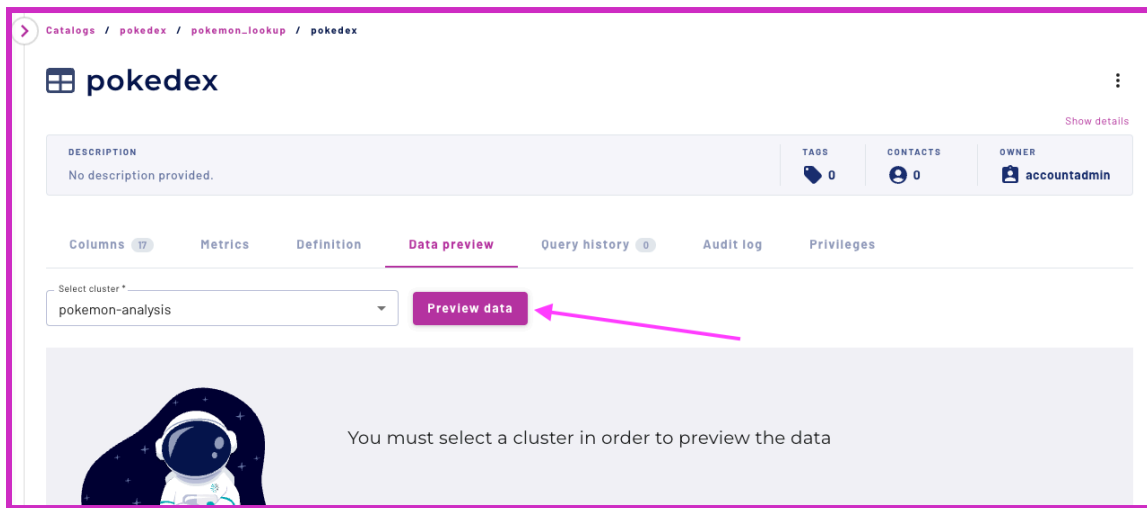 Catalogs / pokedex / pokemon_lookup / pokedex
pokedex
Show details
DESCRIPTION
No description provided.
TAGS
0
CONTACTS
0
OWNER
accountadmin
Columns 17 Metrics Definition Data preview Query history 0 Audit log Privileges
Select cluster *
pokemon-analysis
Preview data
You must select a cluster in order to preview the data